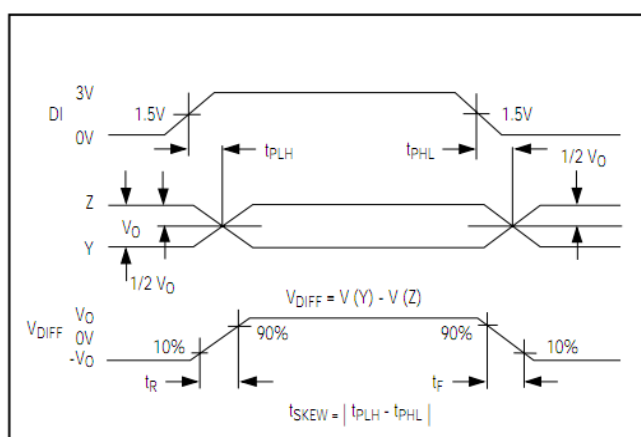 3V
DI
1.5V
1.5V
0V
tPLH
tPHL
1/2 VO
Z
VO
Y
1/2 VO
VDIFF = V (Y) - V (Z)
VO
VDIFF
0V
-VO
10%
90%
90%
10%
tR
tF
tSKEW = | tPLH - tPHL |